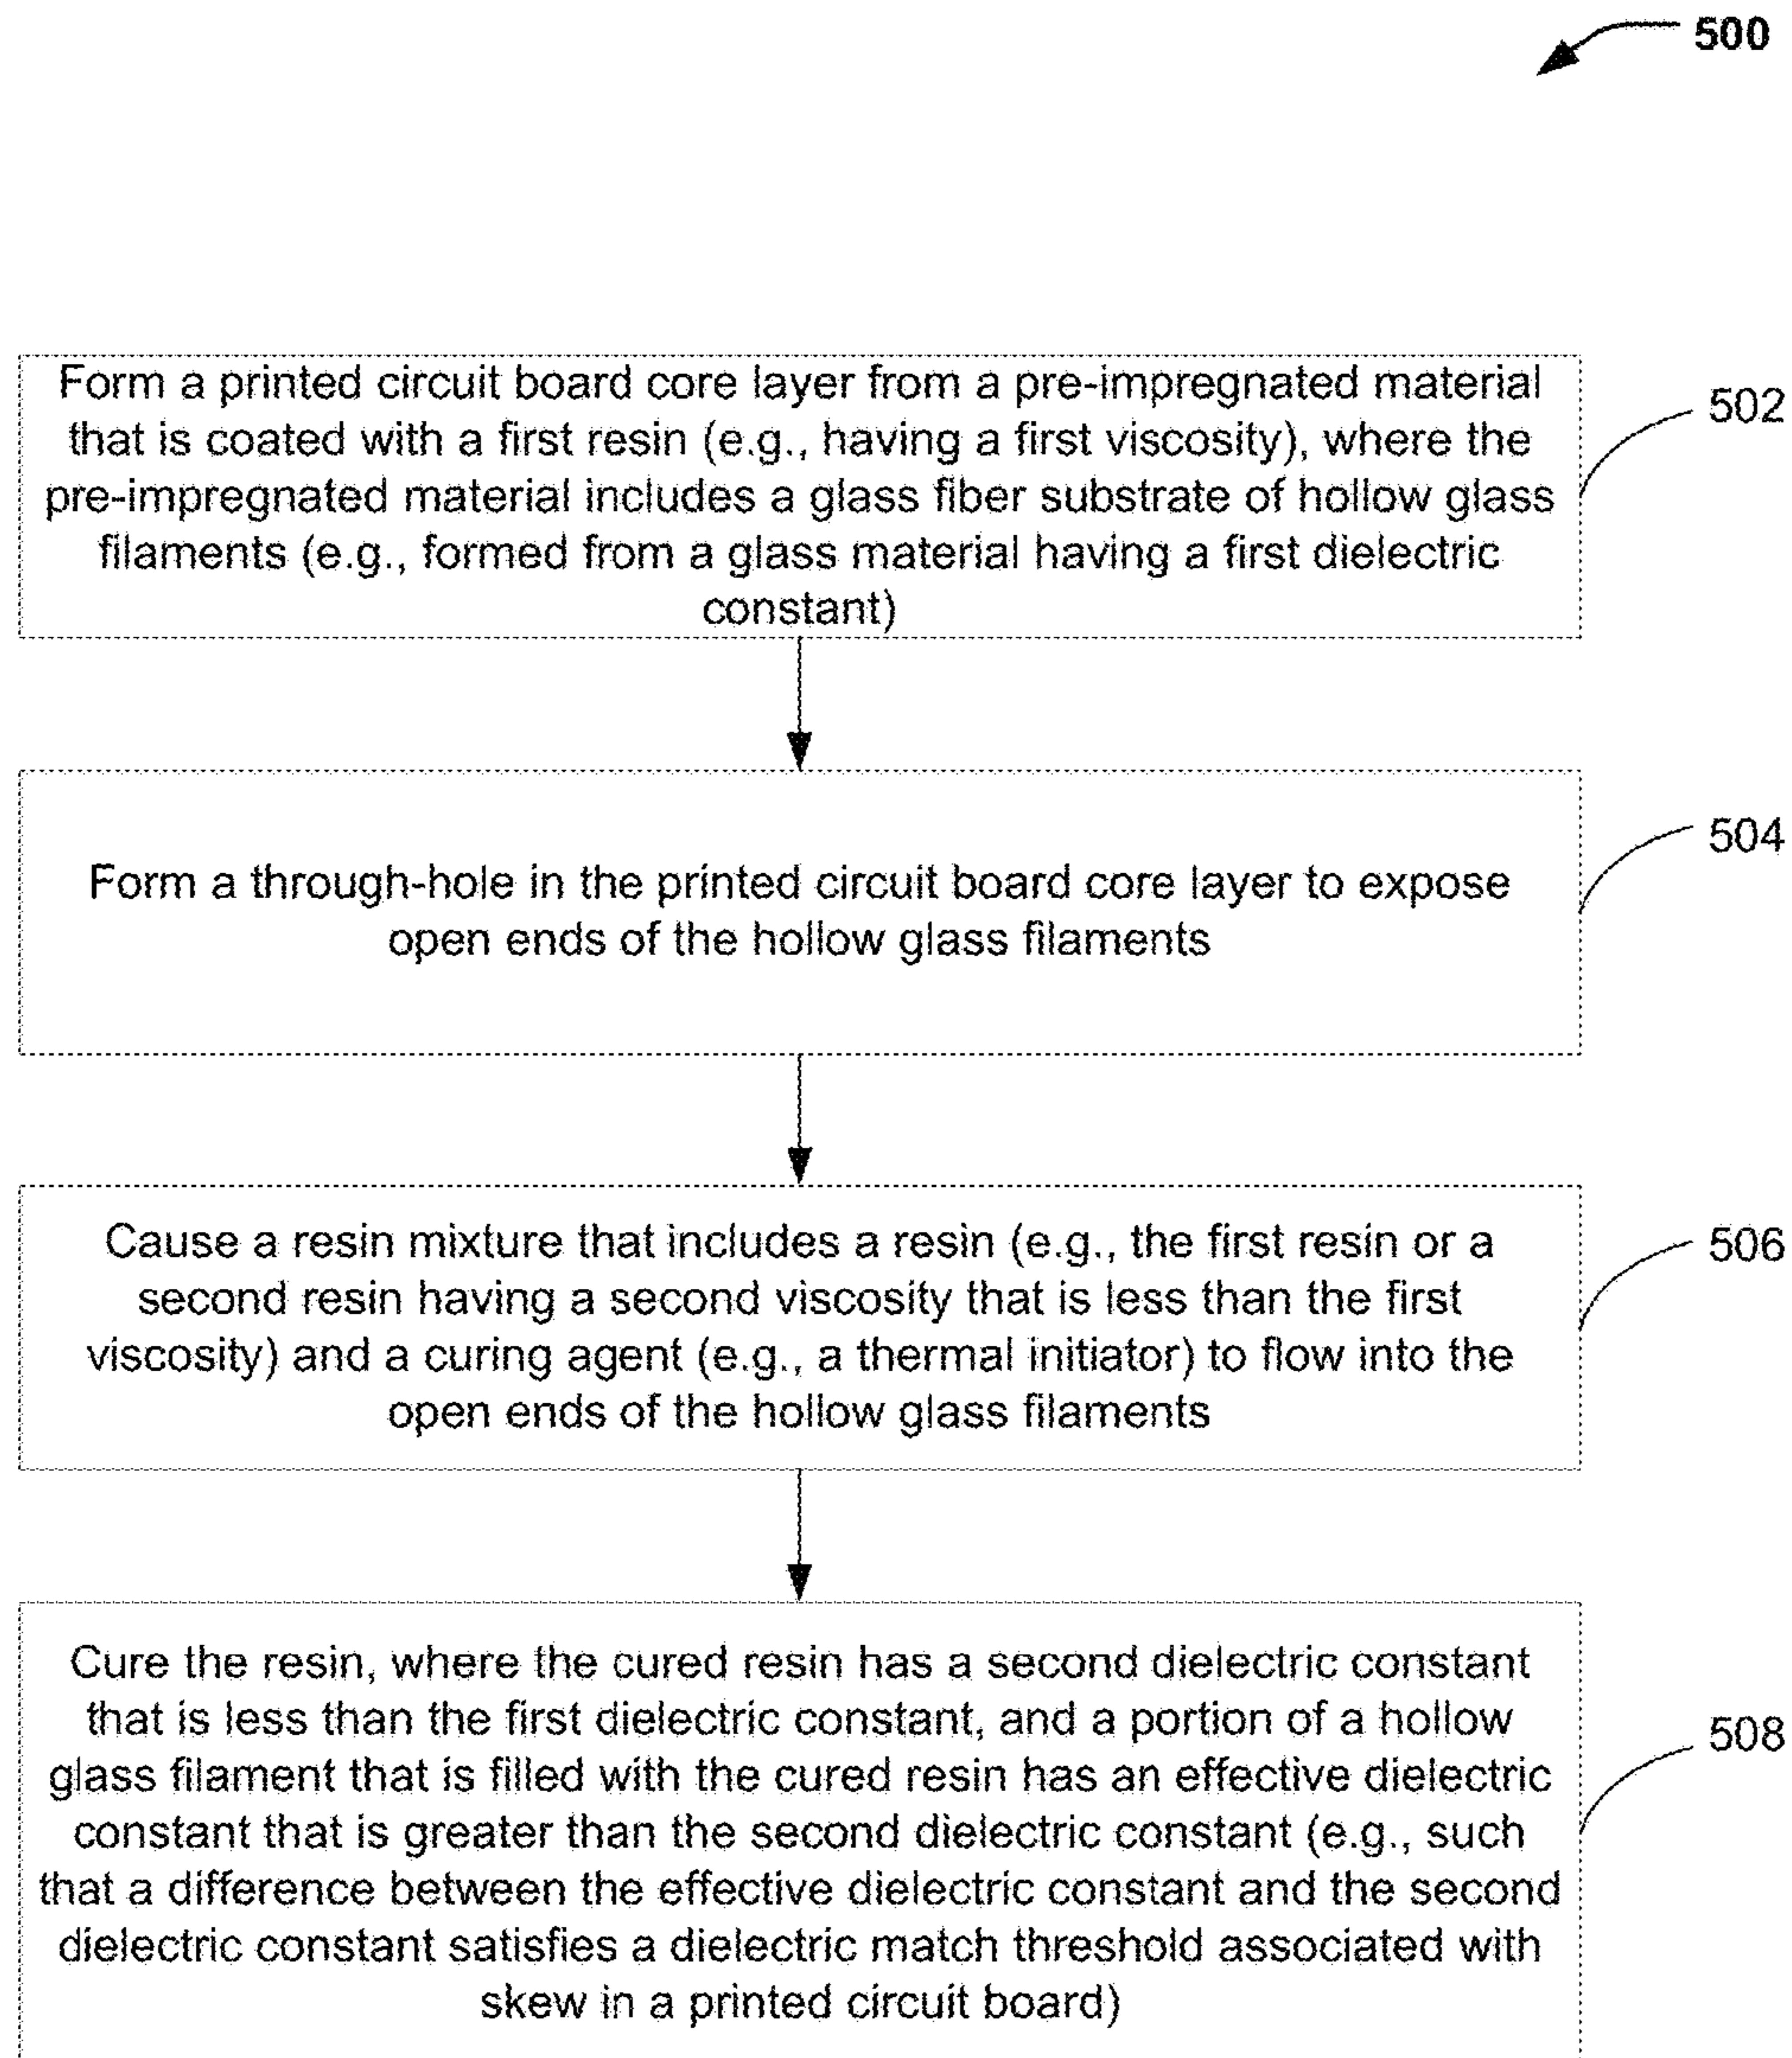 500
Form a printed circuit board core layer from a pre-impregnated material
that is coated with a first resin (e.g., having a first viscosity), where the
pre-impregnated material includes a glass fiber substrate of hollow glass
filaments (e.g., formed from a glass material having a first dielectric
constant)
502
Form a through-hole in the printed circuit board core layer to expose
open ends of the hollow glass filaments
504
Cause a resin mixture that includes a resin (e.g., the first resin or a
second resin having a second viscosity that is less than the first
viscosity) and a curing agent (e.g., a thermal initiator) to flow into the
open ends of the hollow glass filaments
506
Cure the resin, where the cured resin has a second dielectric constant
that is less than the first dielectric constant, and a portion of a hollow
glass filament that is filled with the cured resin has an effective dielectric
constant that is greater than the second dielectric constant (e.g., such
that a difference between the effective dielectric constant and the second
dielectric constant satisfies a dielectric match threshold associated with
skew in a printed circuit board)
508